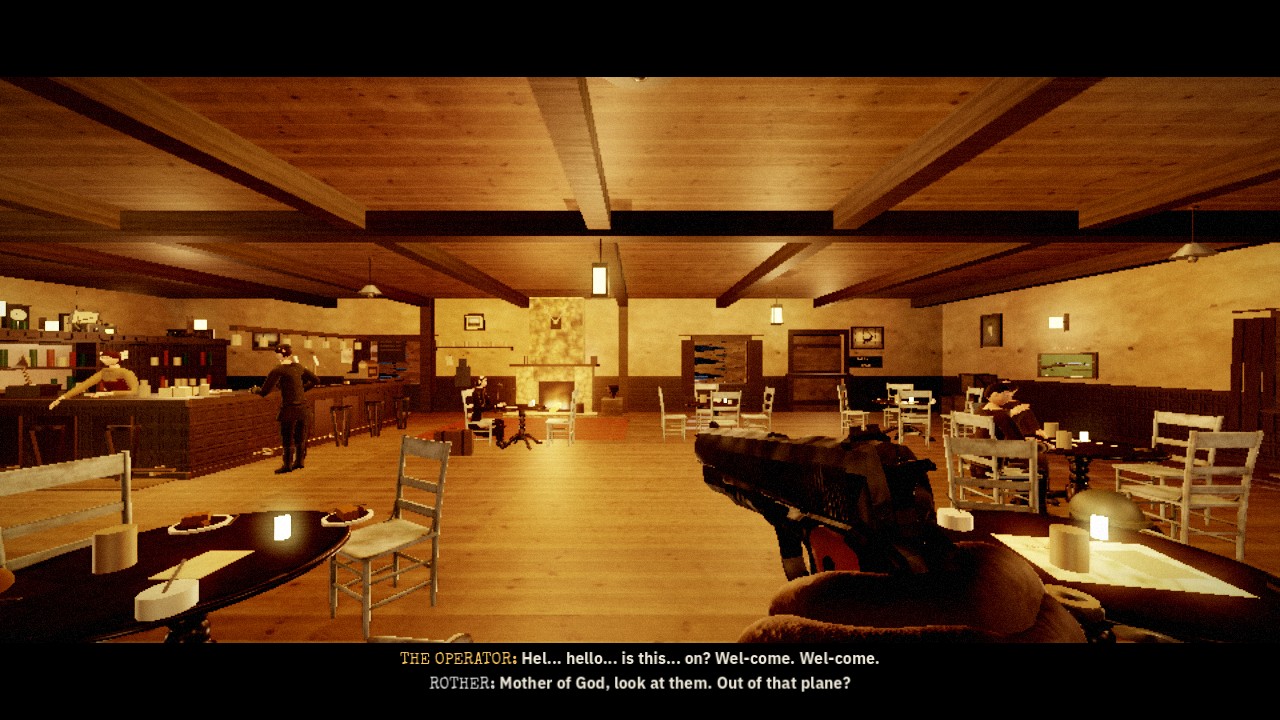 THE OPERATOR: Hel... hello... is this... on? Wel-come. Wel-come.
ROTHER: Mother of God, look at them. Out of that plane?